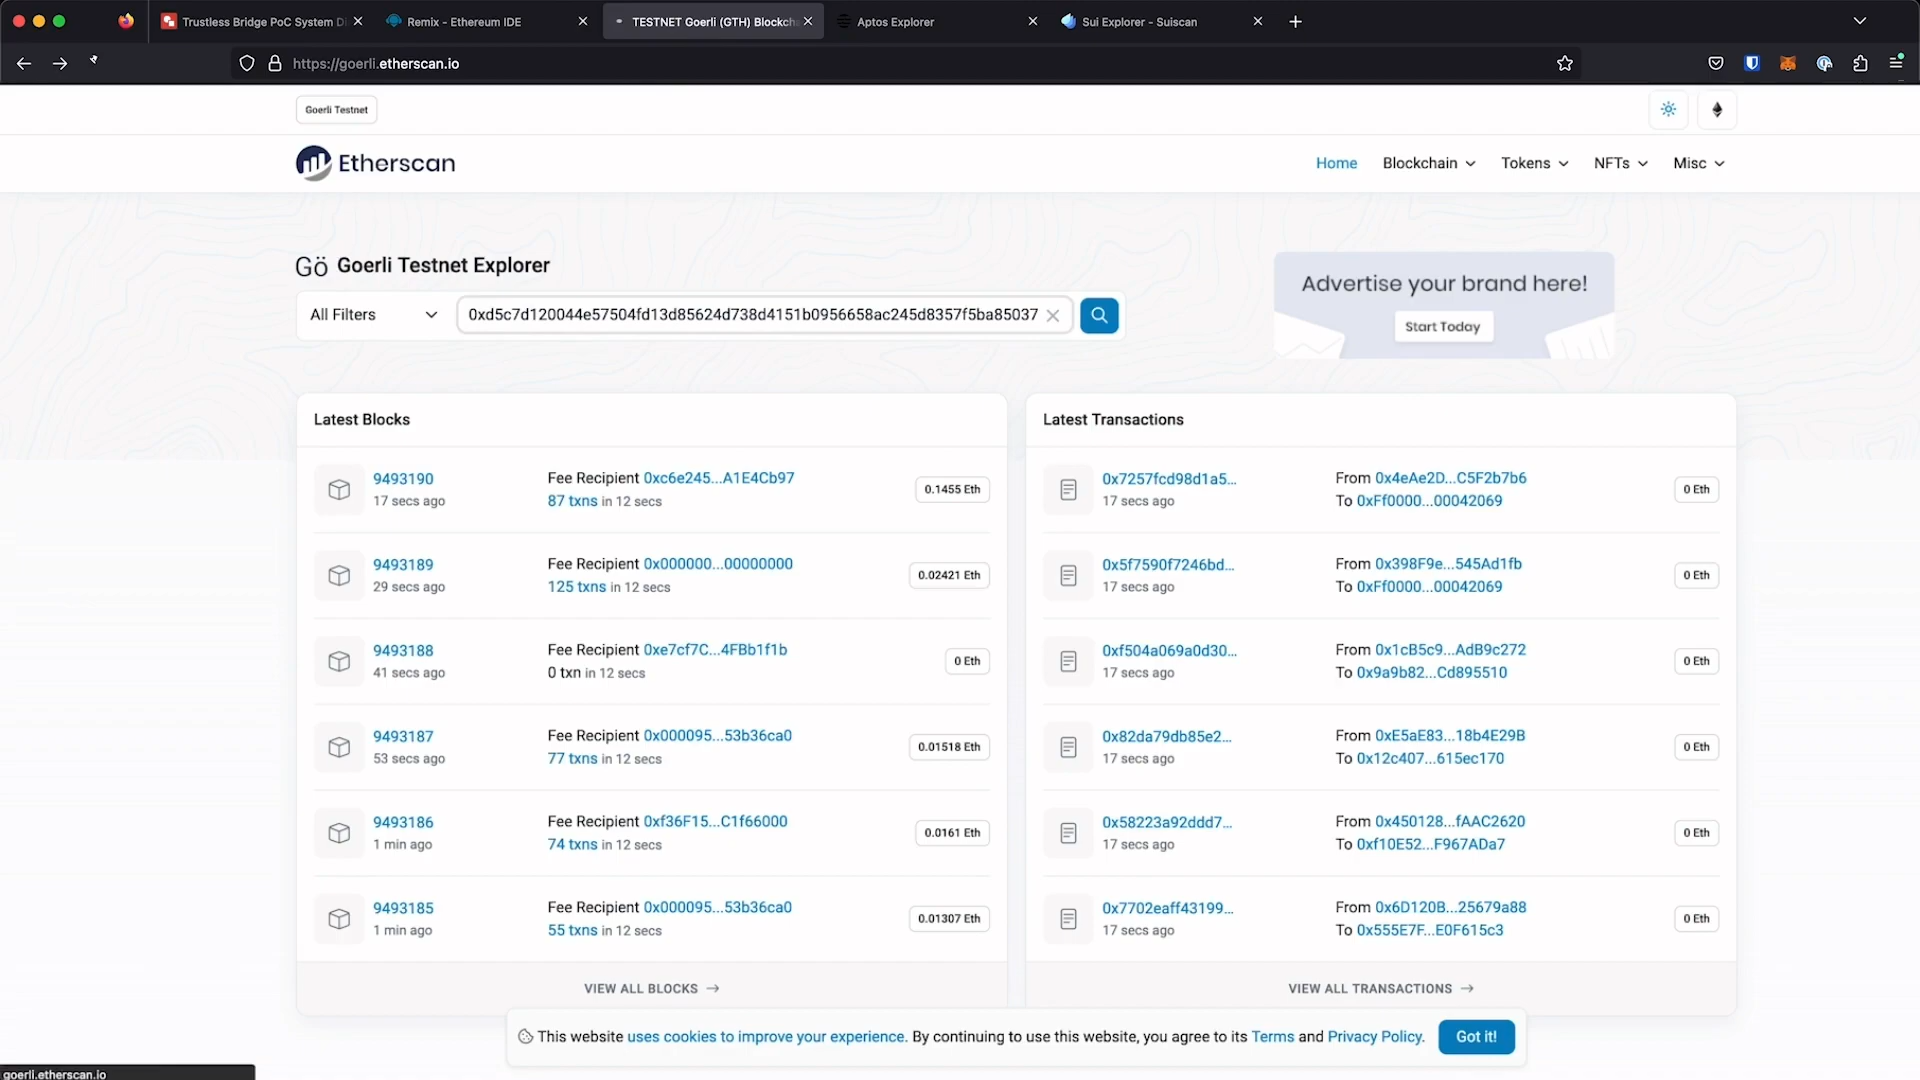 Trustless Bridge PoC System Di
Remix - Ethereum IDE
TESTNET Goerli (GTH) Blockcha
Aptos Explorer
Sui Explorer - Suiscan
https://goerli.etherscan.io
Goerli Testnet
Etherscan
Home
Blockchain
Tokens
NFTs
Misc
Gö Goerli Testnet Explorer
All Filters
0xd5c7d120044e57504fd13d85624d738d4151b0956658ac245d8357f5ba85037
Advertise your brand here!
Start Today
Latest Blocks
9493190
17 secs ago
Fee Recipient 0xc6e245...A1E4Cb97
87 txns in 12 secs
0.1455 Eth
9493189
29 secs ago
Fee Recipient 0x000000...00000000
125 txns in 12 secs
0.02421 Eth
9493188
41 secs ago
Fee Recipient 0xe7cf7C...4FBb1f1b
0 txn in 12 secs
0 Eth
9493187
53 secs ago
Fee Recipient 0x000095...53b36ca0
77 txns in 12 secs
0.01518 Eth
9493186
1 min ago
Fee Recipient 0xf36F15...C1f66000
74 txns in 12 secs
0.0161 Eth
9493185
1 min ago
Fee Recipient 0x000095...53b36ca0
55 txns in 12 secs
0.01307 Eth
VIEW ALL BLOCKS →
Latest Transactions
0x7257fcd98d1a5...
17 secs ago
From 0x4eAe2D...C5F2b7b6
To 0xFf0000...00042069
0 Eth
0x5f7590f7246bd...
17 secs ago
From 0x398F9e...545Ad1fb
To 0xFf0000...00042069
0 Eth
0xf504a069a0d30...
17 secs ago
From 0x1cB5c9...AdB9c272
To 0x9a9b82...Cd895510
0 Eth
0x82da79db85e2...
17 secs ago
From 0xE5aE83...18b4E29B
To 0x12c407...615ec170
0 Eth
0x58223a92ddd7...
17 secs ago
From 0x450128...fAAC2620
To 0xf10E52...F967ADa7
0 Eth
0x7702eaff43199...
17 secs ago
From 0x6D120B...25679a88
To 0x555E7F...E0F615c3
0 Eth
VIEW ALL TRANSACTIONS →
This website uses cookies to improve your experience. By continuing to use this website, you agree to its Terms and Privacy Policy.
Got it!
goerli.etherscan.io